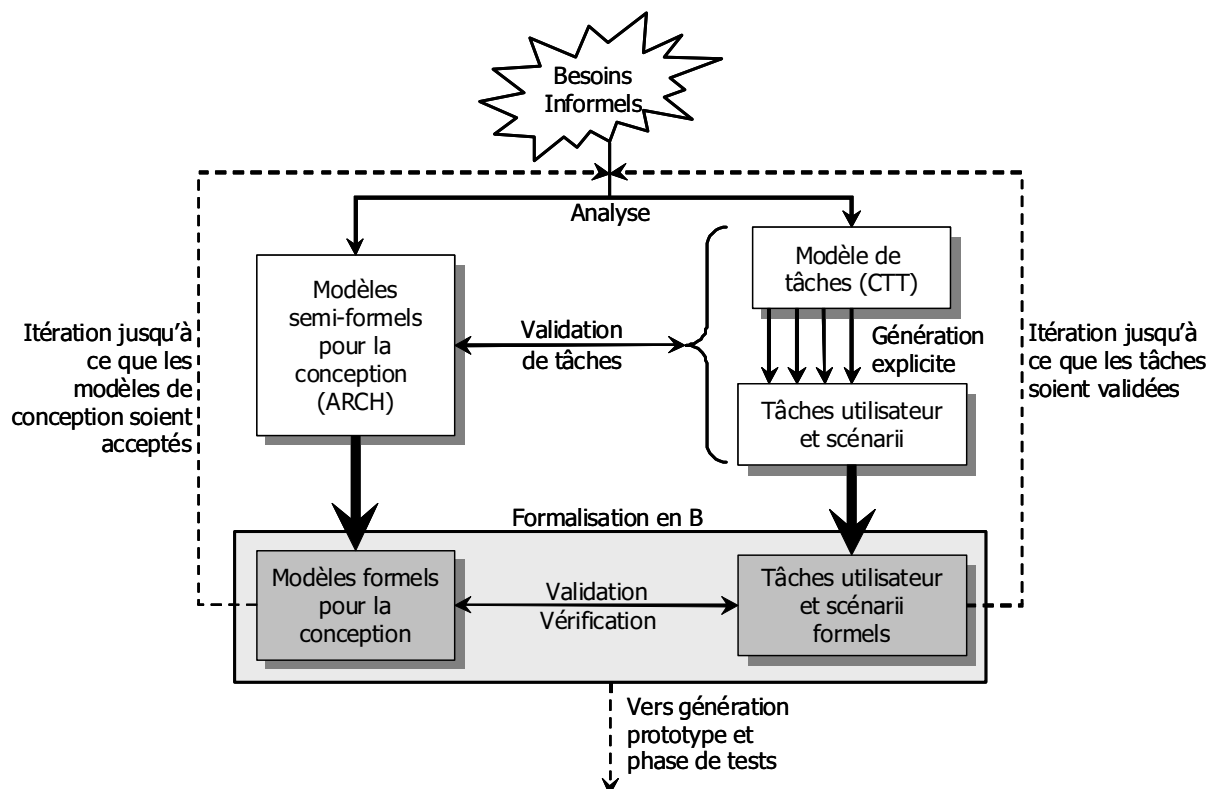 Besoins
Informels
Analyse
Modèles
semi-formels
pour la
conception
(ARCH)
Validation
de tâches
Modèle de
tâches (CTT)
Génération
explicite
Tâches utilisateur
et scénarii
Itération jusqu'à
ce que les
modèles de
conception soient
acceptés
Itération jusqu'à
ce que les tâches
soient validées
Formalisation en B
Modèles formels
pour la
conception
Validation
Vérification
Tâches utilisateur
et scénarii
formels
Vers génération
prototype et
phase de tests